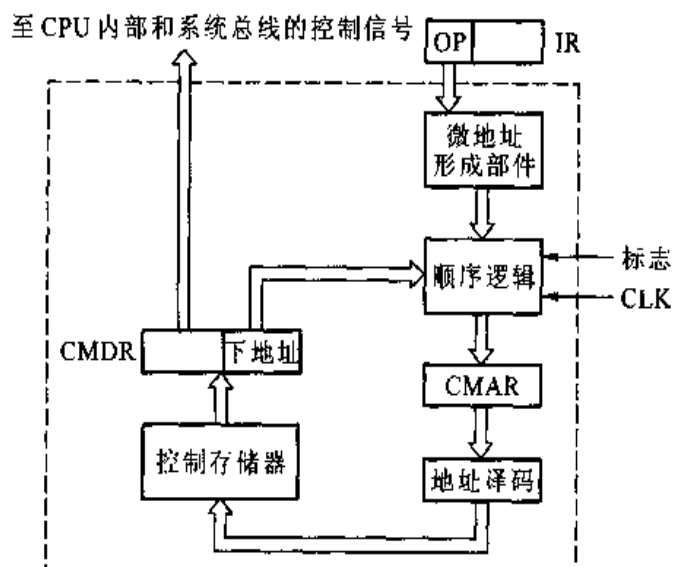 至CPU内部和系统总线的控制信号
OP
IR
微地址
形成部件
顺序逻辑
标志
CLK
CMDR
下地址
CMAR
控制存储器
地址译码